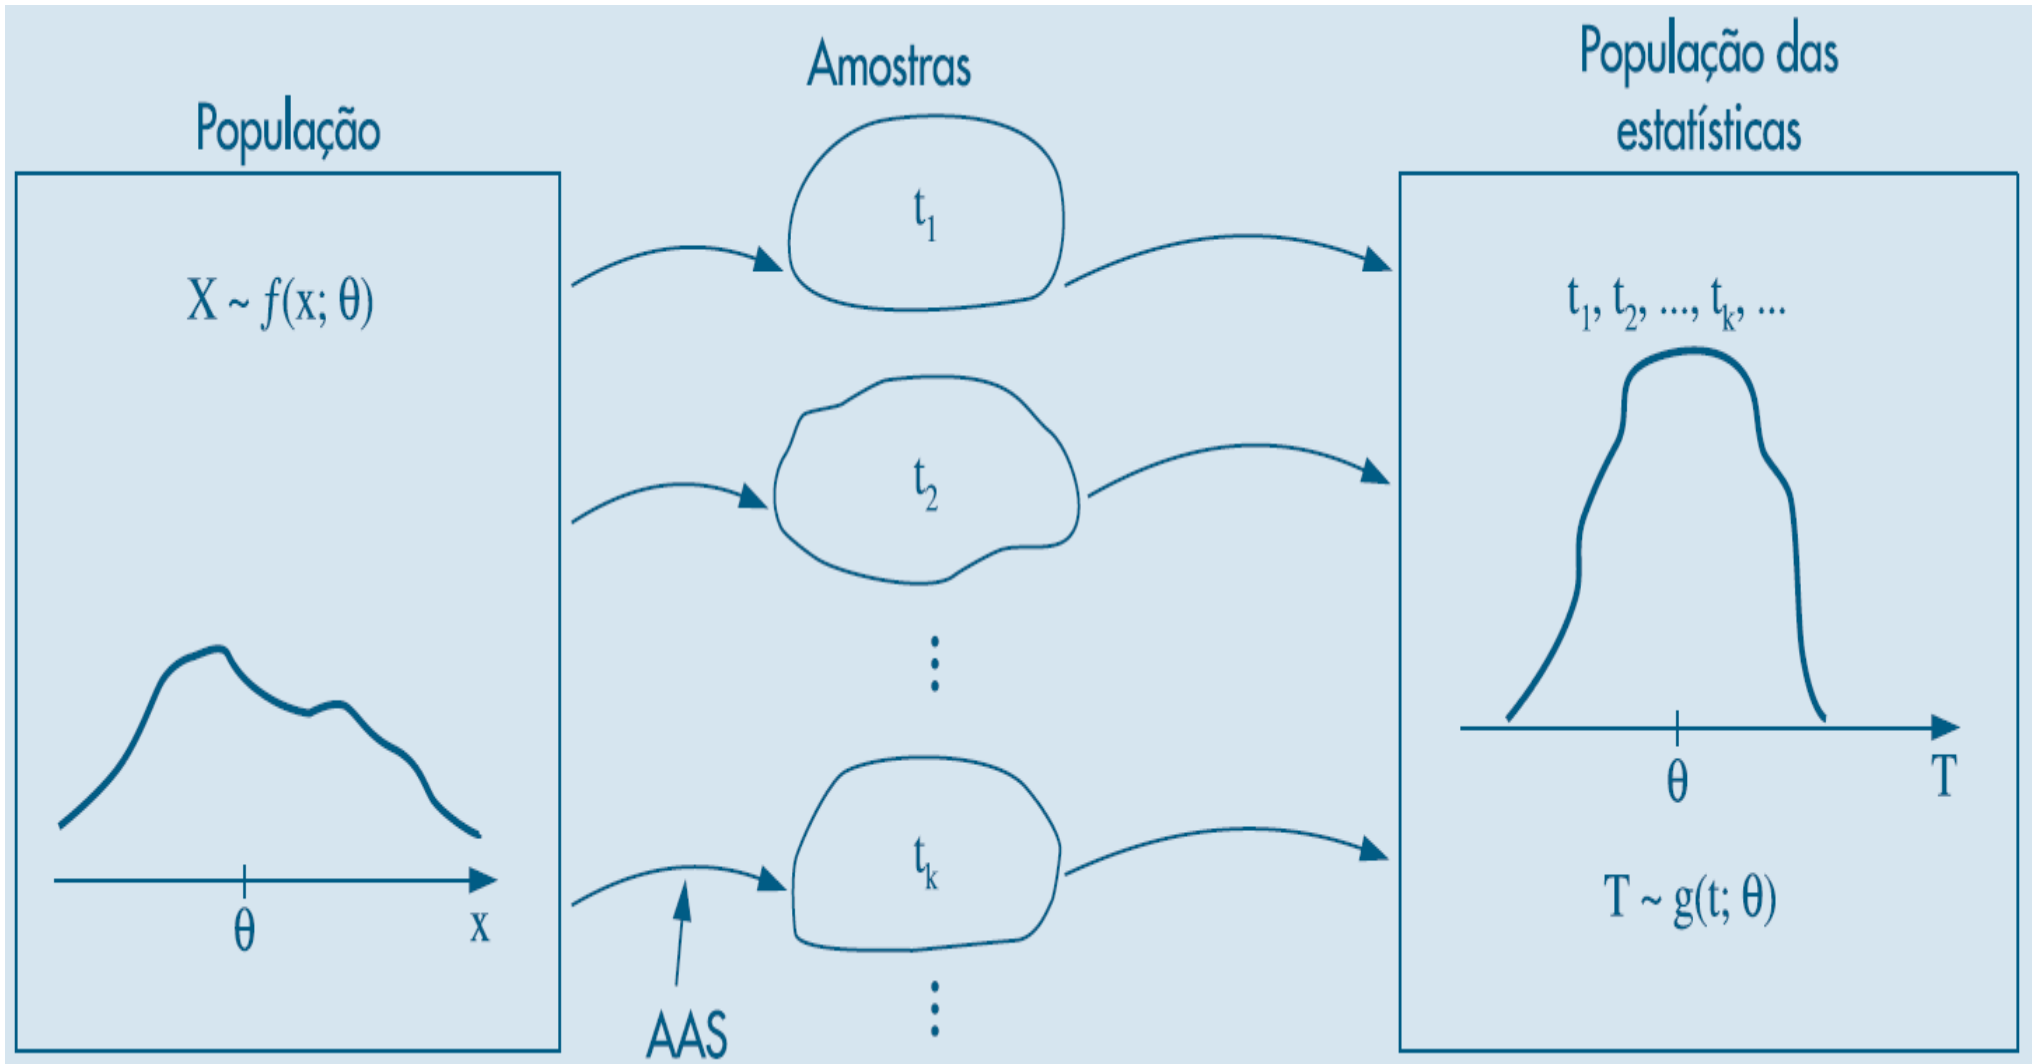 População
X ~ f(x; θ)
θ
x
Amostras
t₁
t₂
tₖ
AAS
População das
estatísticas
t₁, t₂, ..., tₖ, ...
θ
T
T ~ g(t; θ)